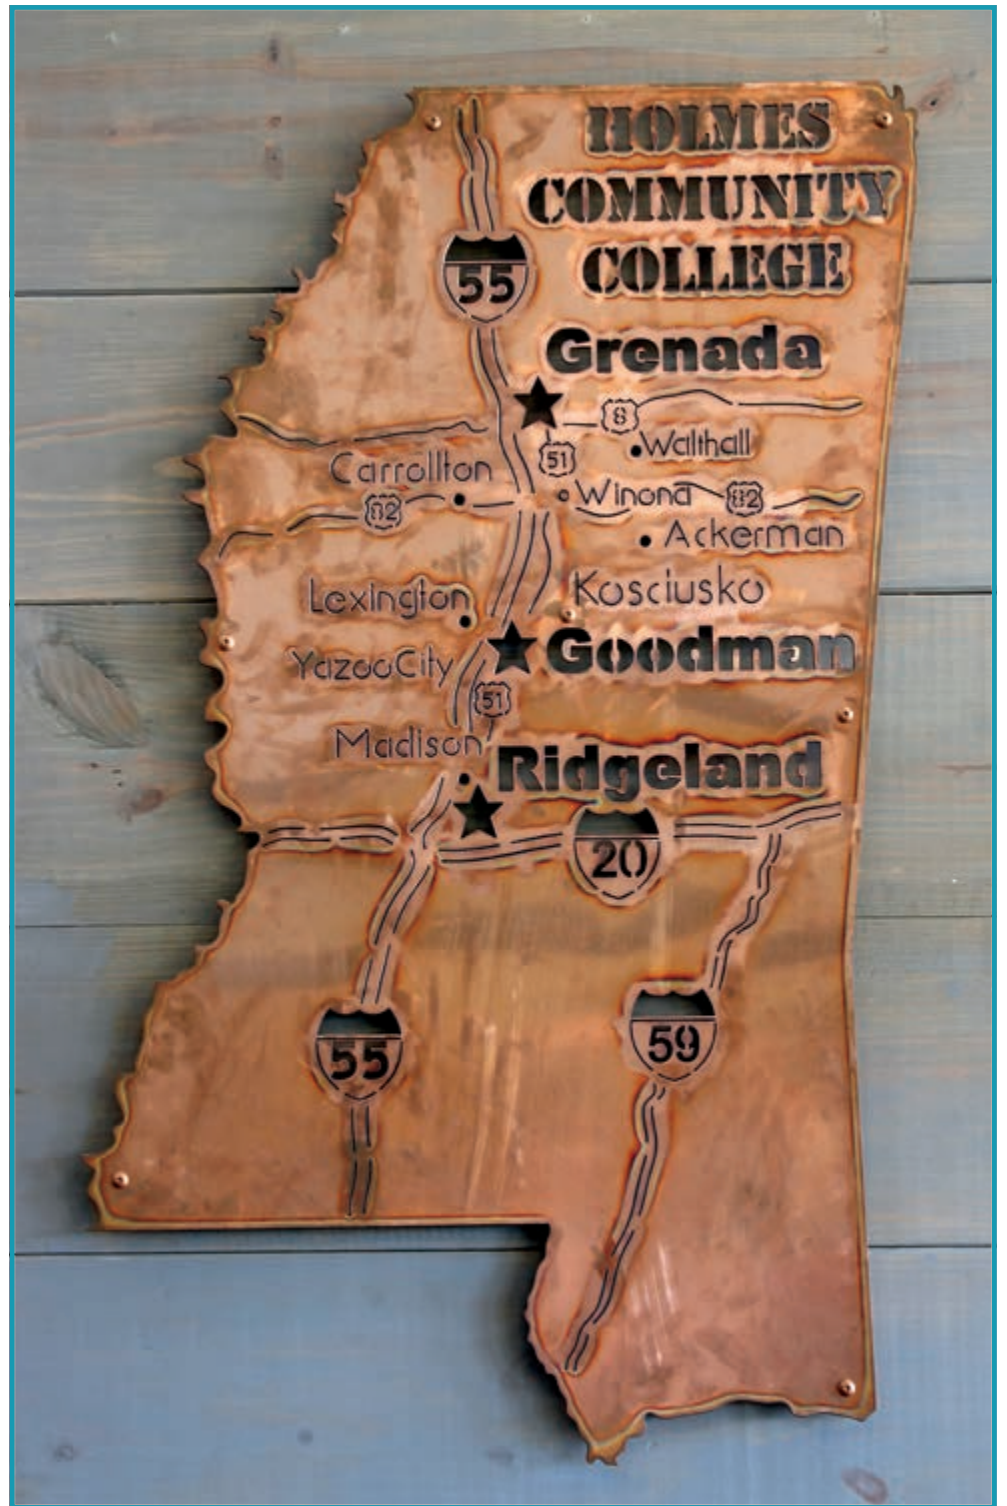 HOLMES
COMMUNITY
COLLEGE
55
Grenada
8
Walthall
51
Carrollton
Winona
82
82
Ackerman
Lexington
Kosciusko
Goodman
YazooCity
51
Madison
Ridgeland
20
55
59